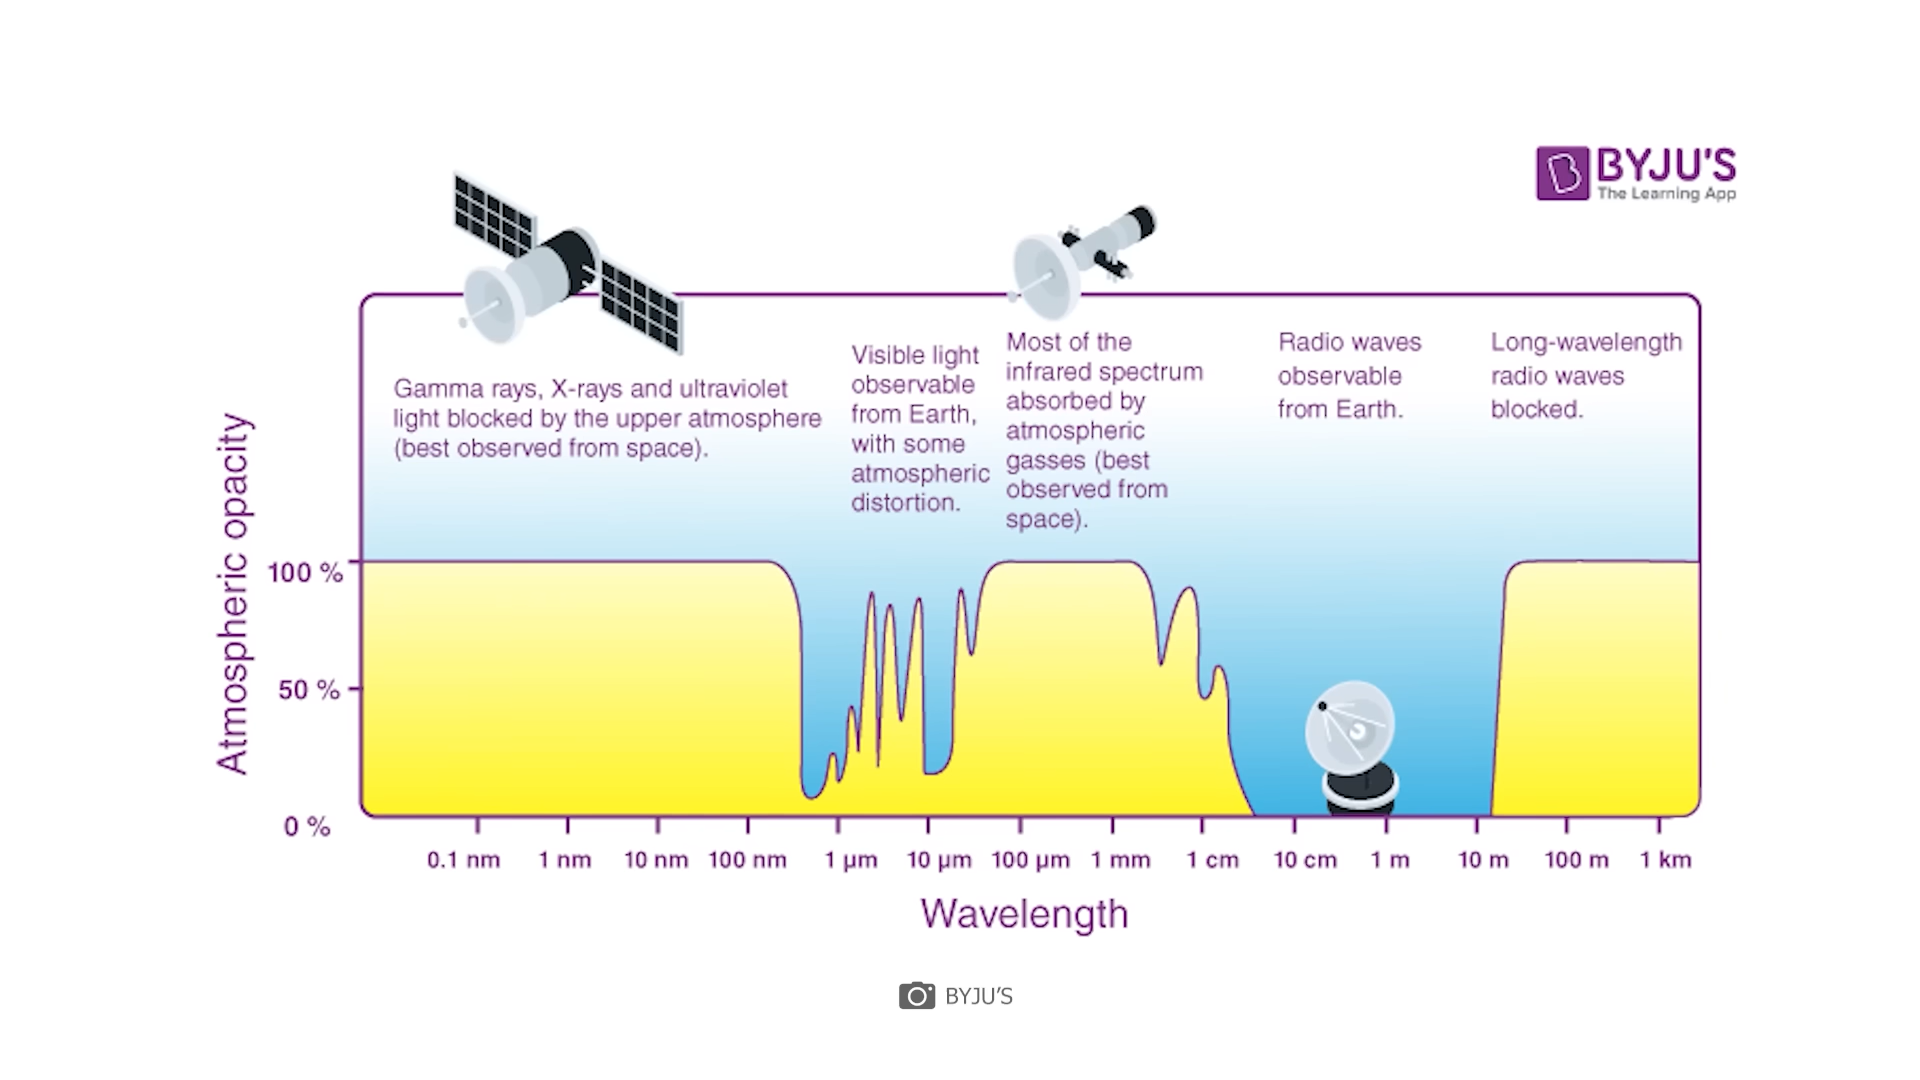 BYJU'S
The Learning App
Gamma rays, X-rays and ultraviolet
light blocked by the upper atmosphere
(best observed from space).
Visible light
observable
from Earth,
with some
atmospheric
distortion.
Most of the
infrared spectrum
absorbed by
atmospheric
gasses (best
observed from
space).
Radio waves
observable
from Earth.
Long-wavelength
radio waves
blocked.
Atmospheric opacity
100 %
50 %
0 %
0.1 nm 1 nm 10 nm 100 nm 1 µm 10 µm 100 µm 1 mm 1 cm 10 cm 1 m 10 m 100 m 1 km
Wavelength
BYJU'S